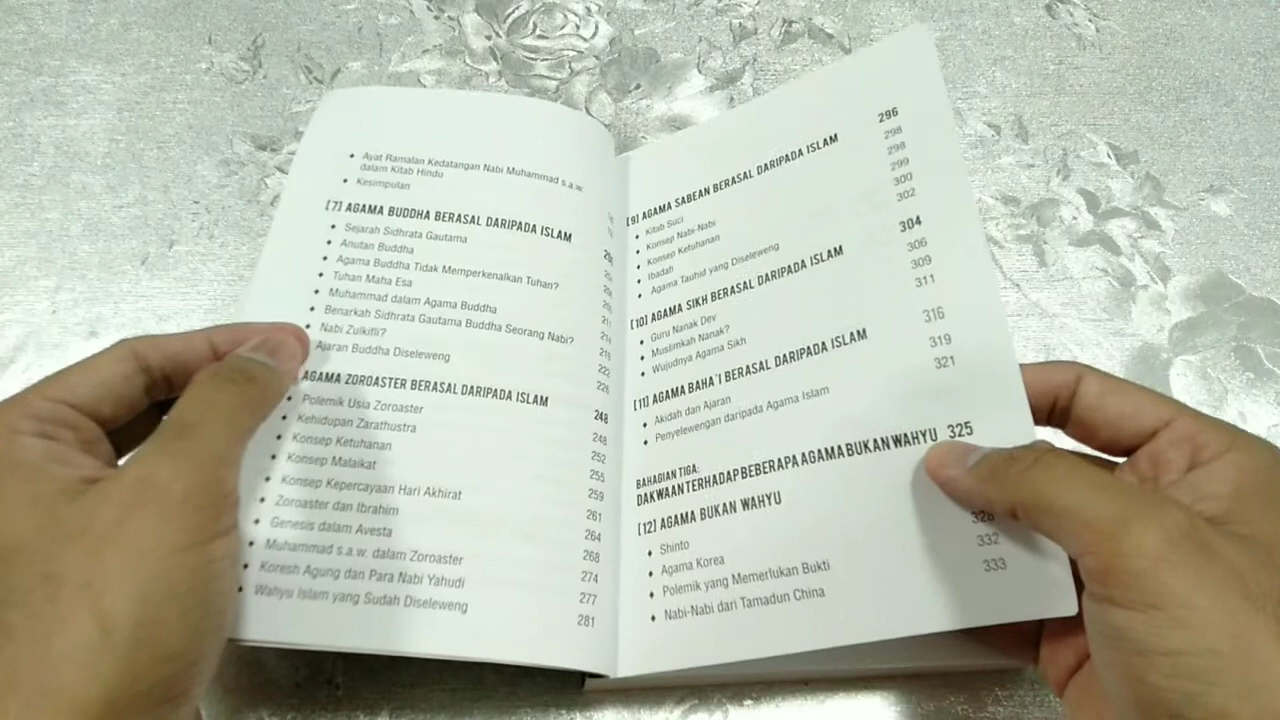 ♦ Ayat Ramalan Kedatangan Nabi Muhammad s.a.w.
dalam Kitab Hindu
♦ Kesimpulan
[7] AGAMA BUDDHA BERASAL DARIPADA ISLAM
♦ Sejarah Sidhrata Gautama
♦ Anutan Buddha
♦ Agama Buddha Tidak Memperkenalkan Tuhan?
♦ Tuhan Maha Esa
♦ Muhammad dalam Agama Buddha 211
♦ Benarkah Sidhrata Gautama Buddha Seorang Nabi? 214
♦ Nabi Zulkifli? 219
Ajaran Buddha Diseleweng 222
226
AGAMA ZOROASTER BERASAL DARIPADA ISLAM 248
♦ Polemik Usia Zoroaster 248
♦ Kehidupan Zarathustra 252
♦ Konsep Ketuhanan 255
♦ Konsep Malaikat 259
♦ Konsep Kepercayaan Hari Akhirat 261
♦ Zoroaster dan Ibrahim 264
♦ Genesis dalam Avesta 268
♦ Muhammad s.a.w. dalam Zoroaster 274
♦ Koresh Agung dan Para Nabi Yahudi 277
♦ Wahyu Islam yang Sudah Diseleweng 281
[9] AGAMA SABEAN BERASAL DARIPADA ISLAM 296
♦ Kitab Suci 298
♦ Konsep Nabi-Nabi 298
♦ Konsep Ketuhanan 299
♦ Ibadah 300
♦ Agama Tauhid yang Diseleweng 302
[10] AGAMA SIKH BERASAL DARIPADA ISLAM 304
♦ Guru Nanak Dev 306
♦ Muslimkah Nanak? 309
♦ Wujudnya Agama Sikh 311
[11] AGAMA BAHA`I BERASAL DARIPADA ISLAM 316
♦ Akidah dan Ajaran 319
♦ Penyelewengan daripada Agama Islam 321
BAHAGIAN TIGA:
DAKWAAN TERHADAP BEBERAPA AGAMA BUKAN WAHYU 325
[12] AGAMA BUKAN WAHYU
♦ Shinto
♦ Agama Korea 328
♦ Polemik yang Memerlukan Bukti 332
♦ Nabi-Nabi dari Tamadun China 333